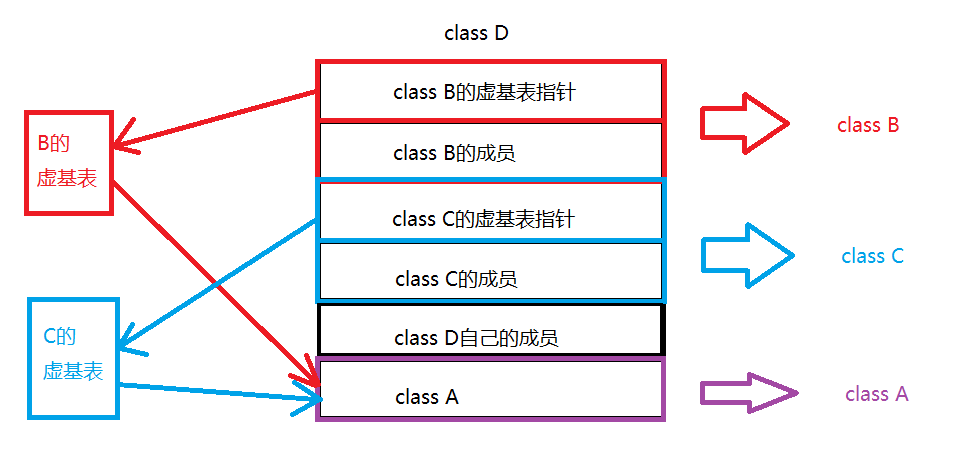 class D
class B的虚基表指针
class B
B的
虚基表
class B的成员
class C的虚基表指针
class C
class C的成员
C的
虚基表
class D自己的成员
class A
class A